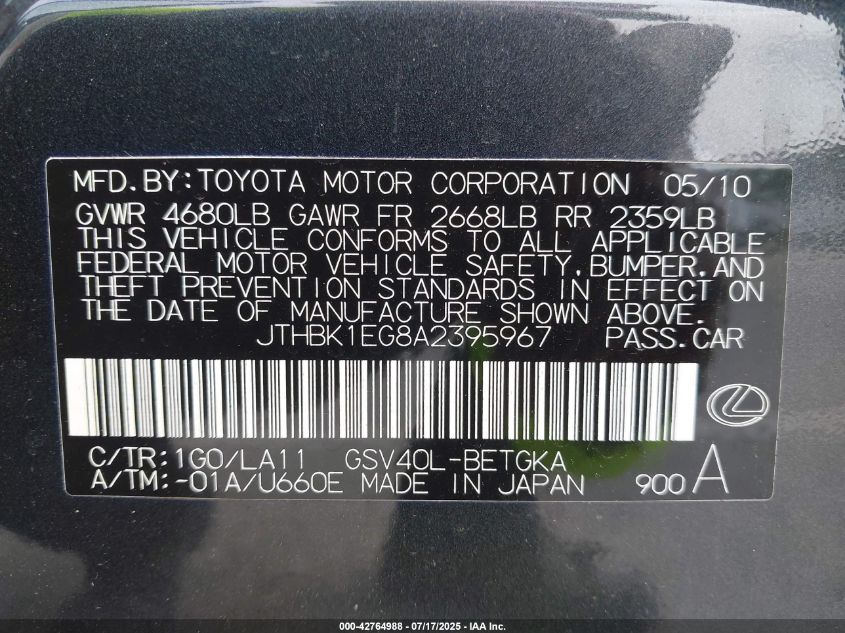 MFD.BY:TOYOTA MOTOR CORPORATION 05/10
GVWR 4680LB GAWR FR 2668LB RR 2359LB
THIS VEHICLE CONFORMS TO ALL APPLICABLE
FEDERAL MOTOR VEHICLE SAFETY,BUMPER,AND
THEFT PREVENTION STANDARDS IN EFFECT ON
THE DATE OF MANUFACTURE SHOWN ABOVE.
JTHBK1EG8A2395967 PASS.CAR
C/TR:1G0/LA11 GSV40L-BETGKA
A/TM:-01A/U660E MADE IN JAPAN 900 A
000-42764988 - 07/17/2025 - IAA Inc.